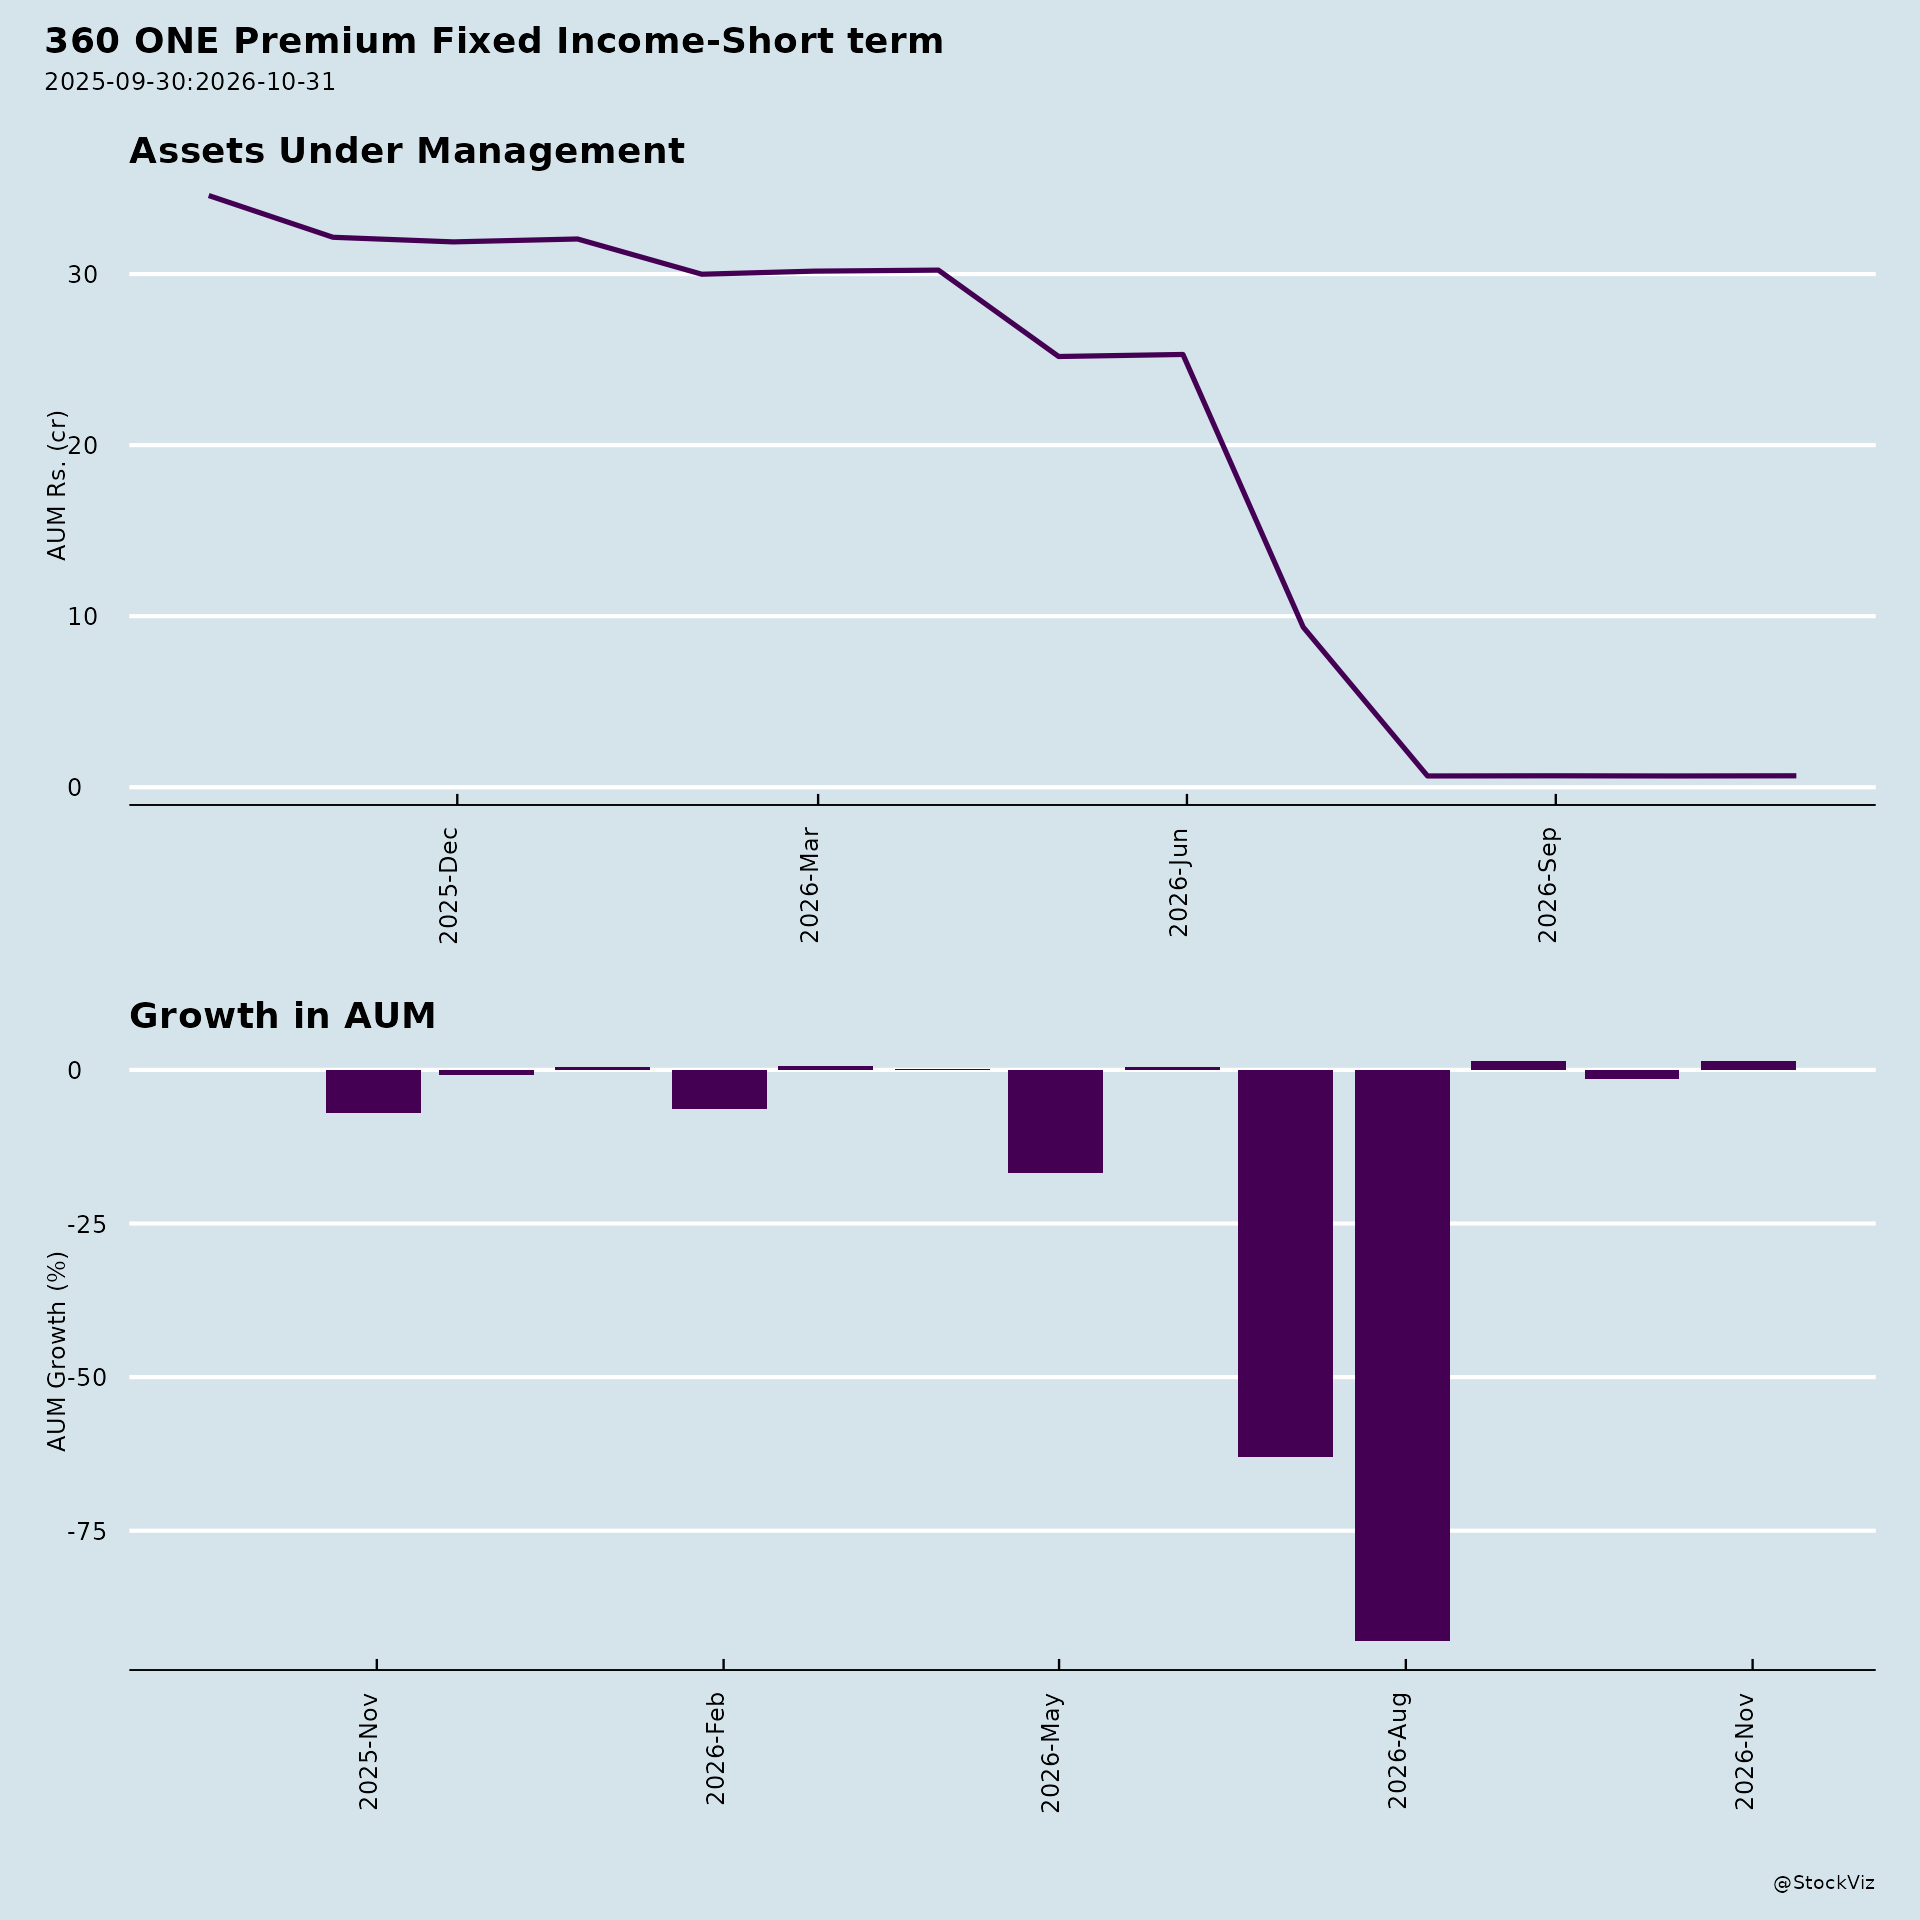 360 ONE Premium Fixed Income-Short term
2025-09-30:2026-10-31
Assets Under Management
AUM Rs. (cr)
30
20
10
0
2025-Dec
2026-Mar
2026-Jun
2026-Sep
Growth in AUM
AUM Growth (%)
0
-25
-50
-75
2025-Nov
2026-Feb
2026-May
2026-Aug
2026-Nov
@StockViz